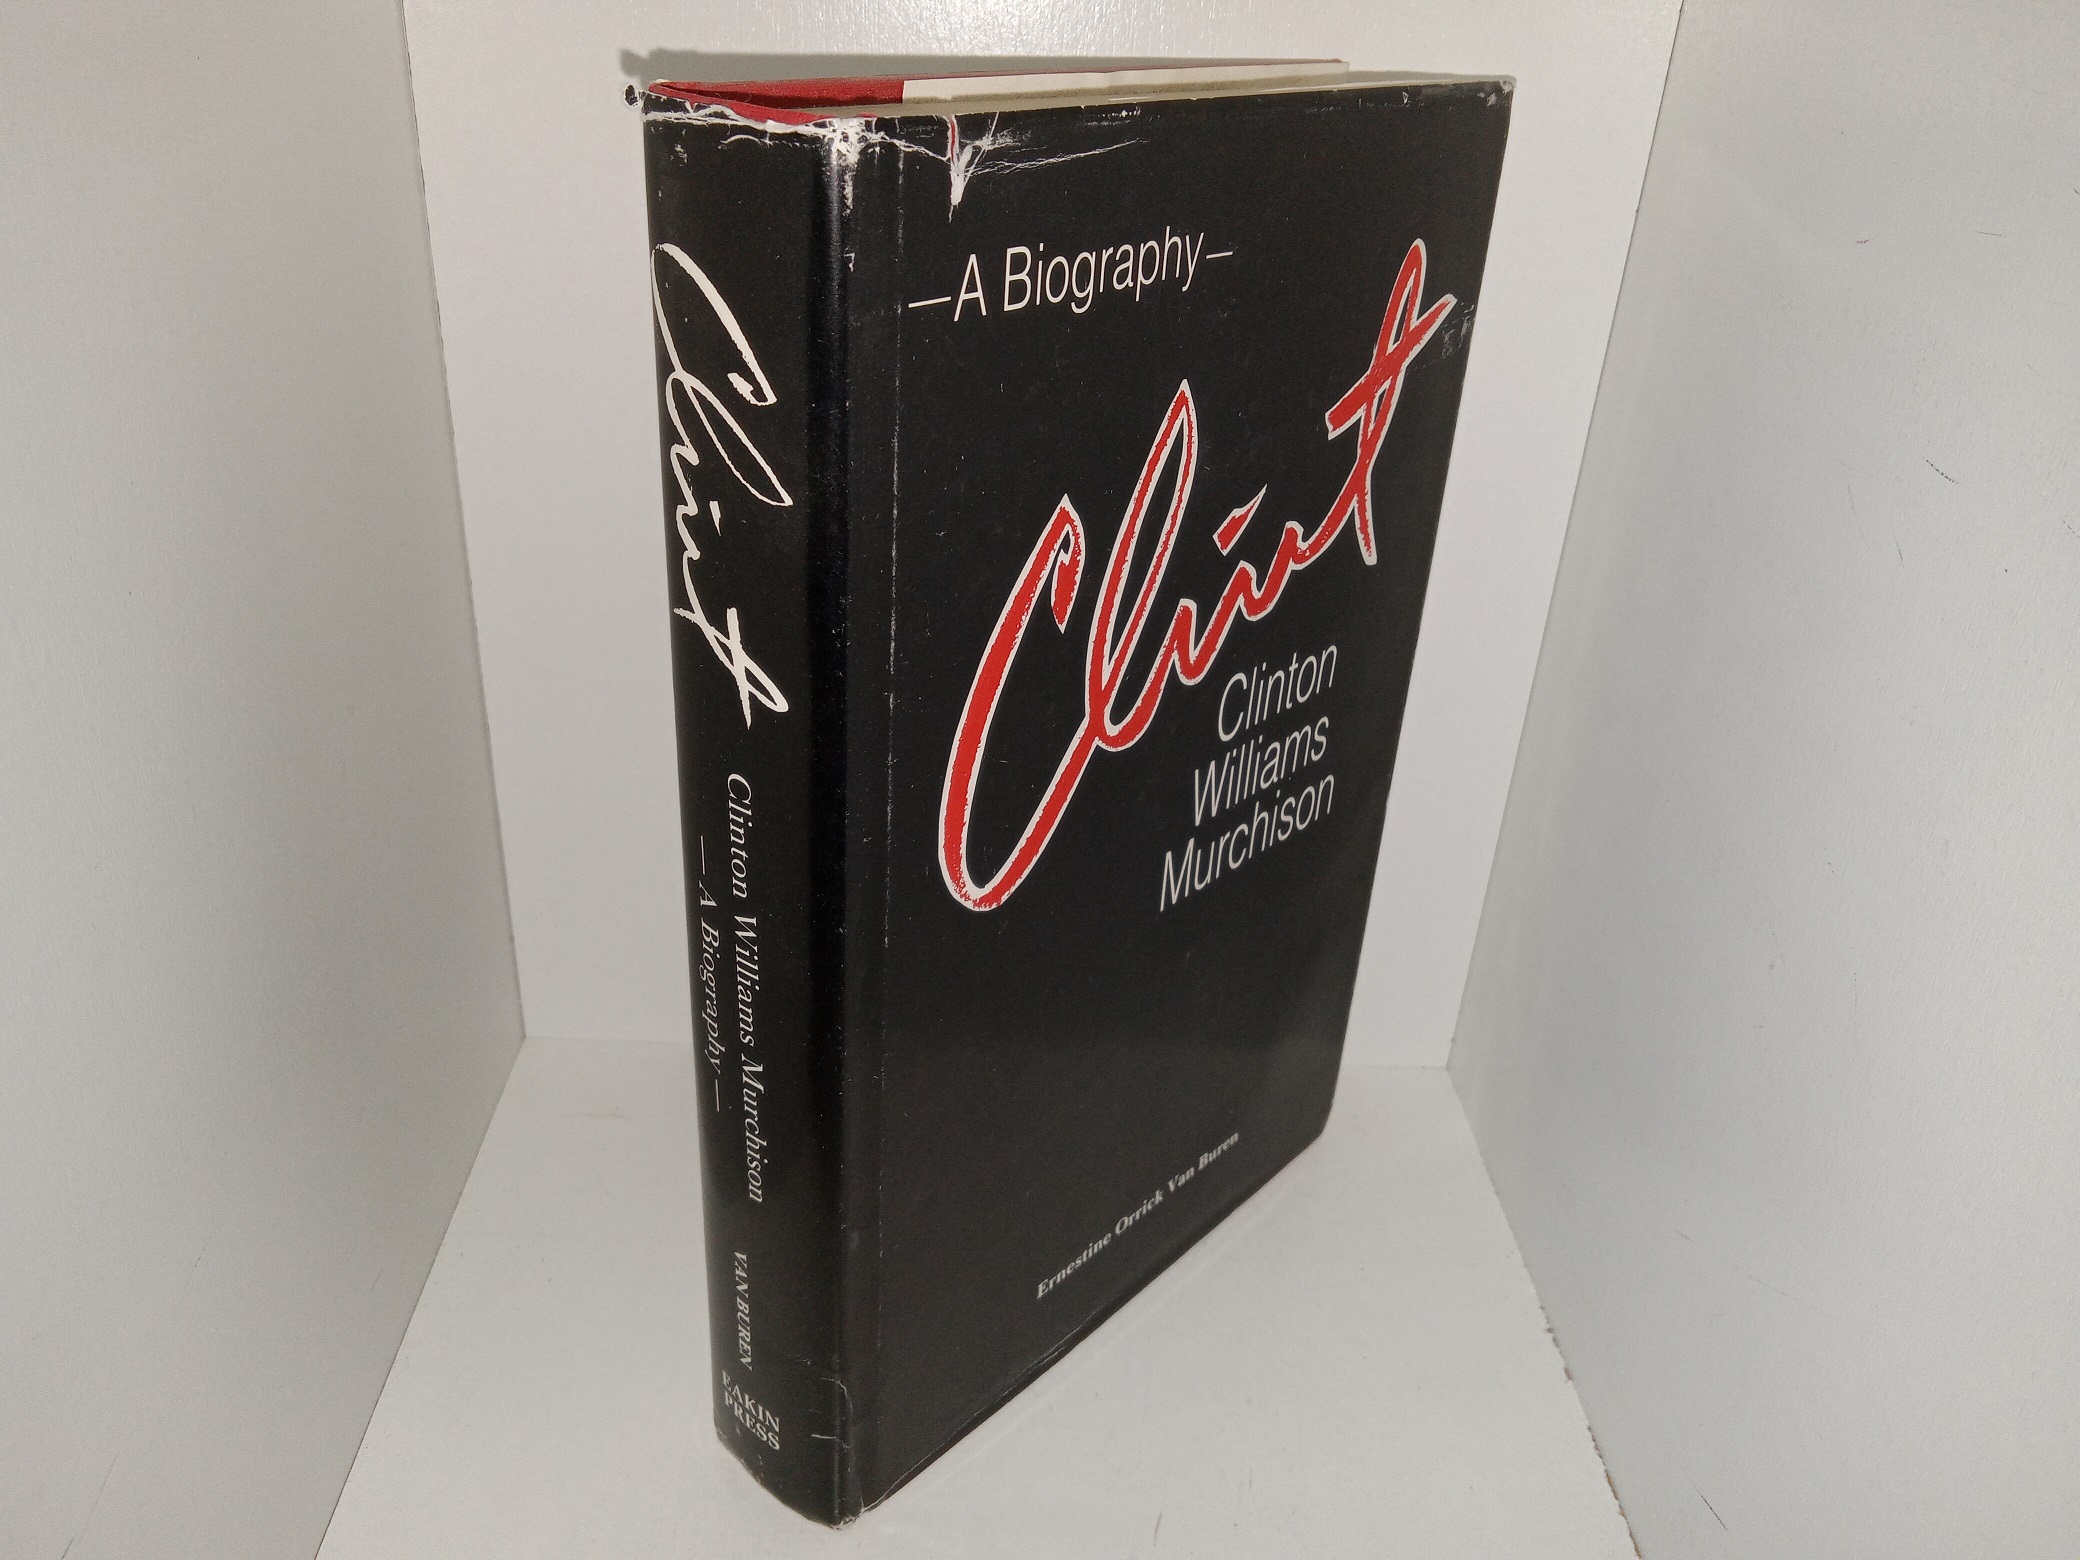 Clint
Clinton Williams Murchison
—A Biography—
VAN BUREN
EAKIN
PRESS
—A Biography—
Clint
Clinton
Williams
Murchison
Ernestine Orrick Van Buren